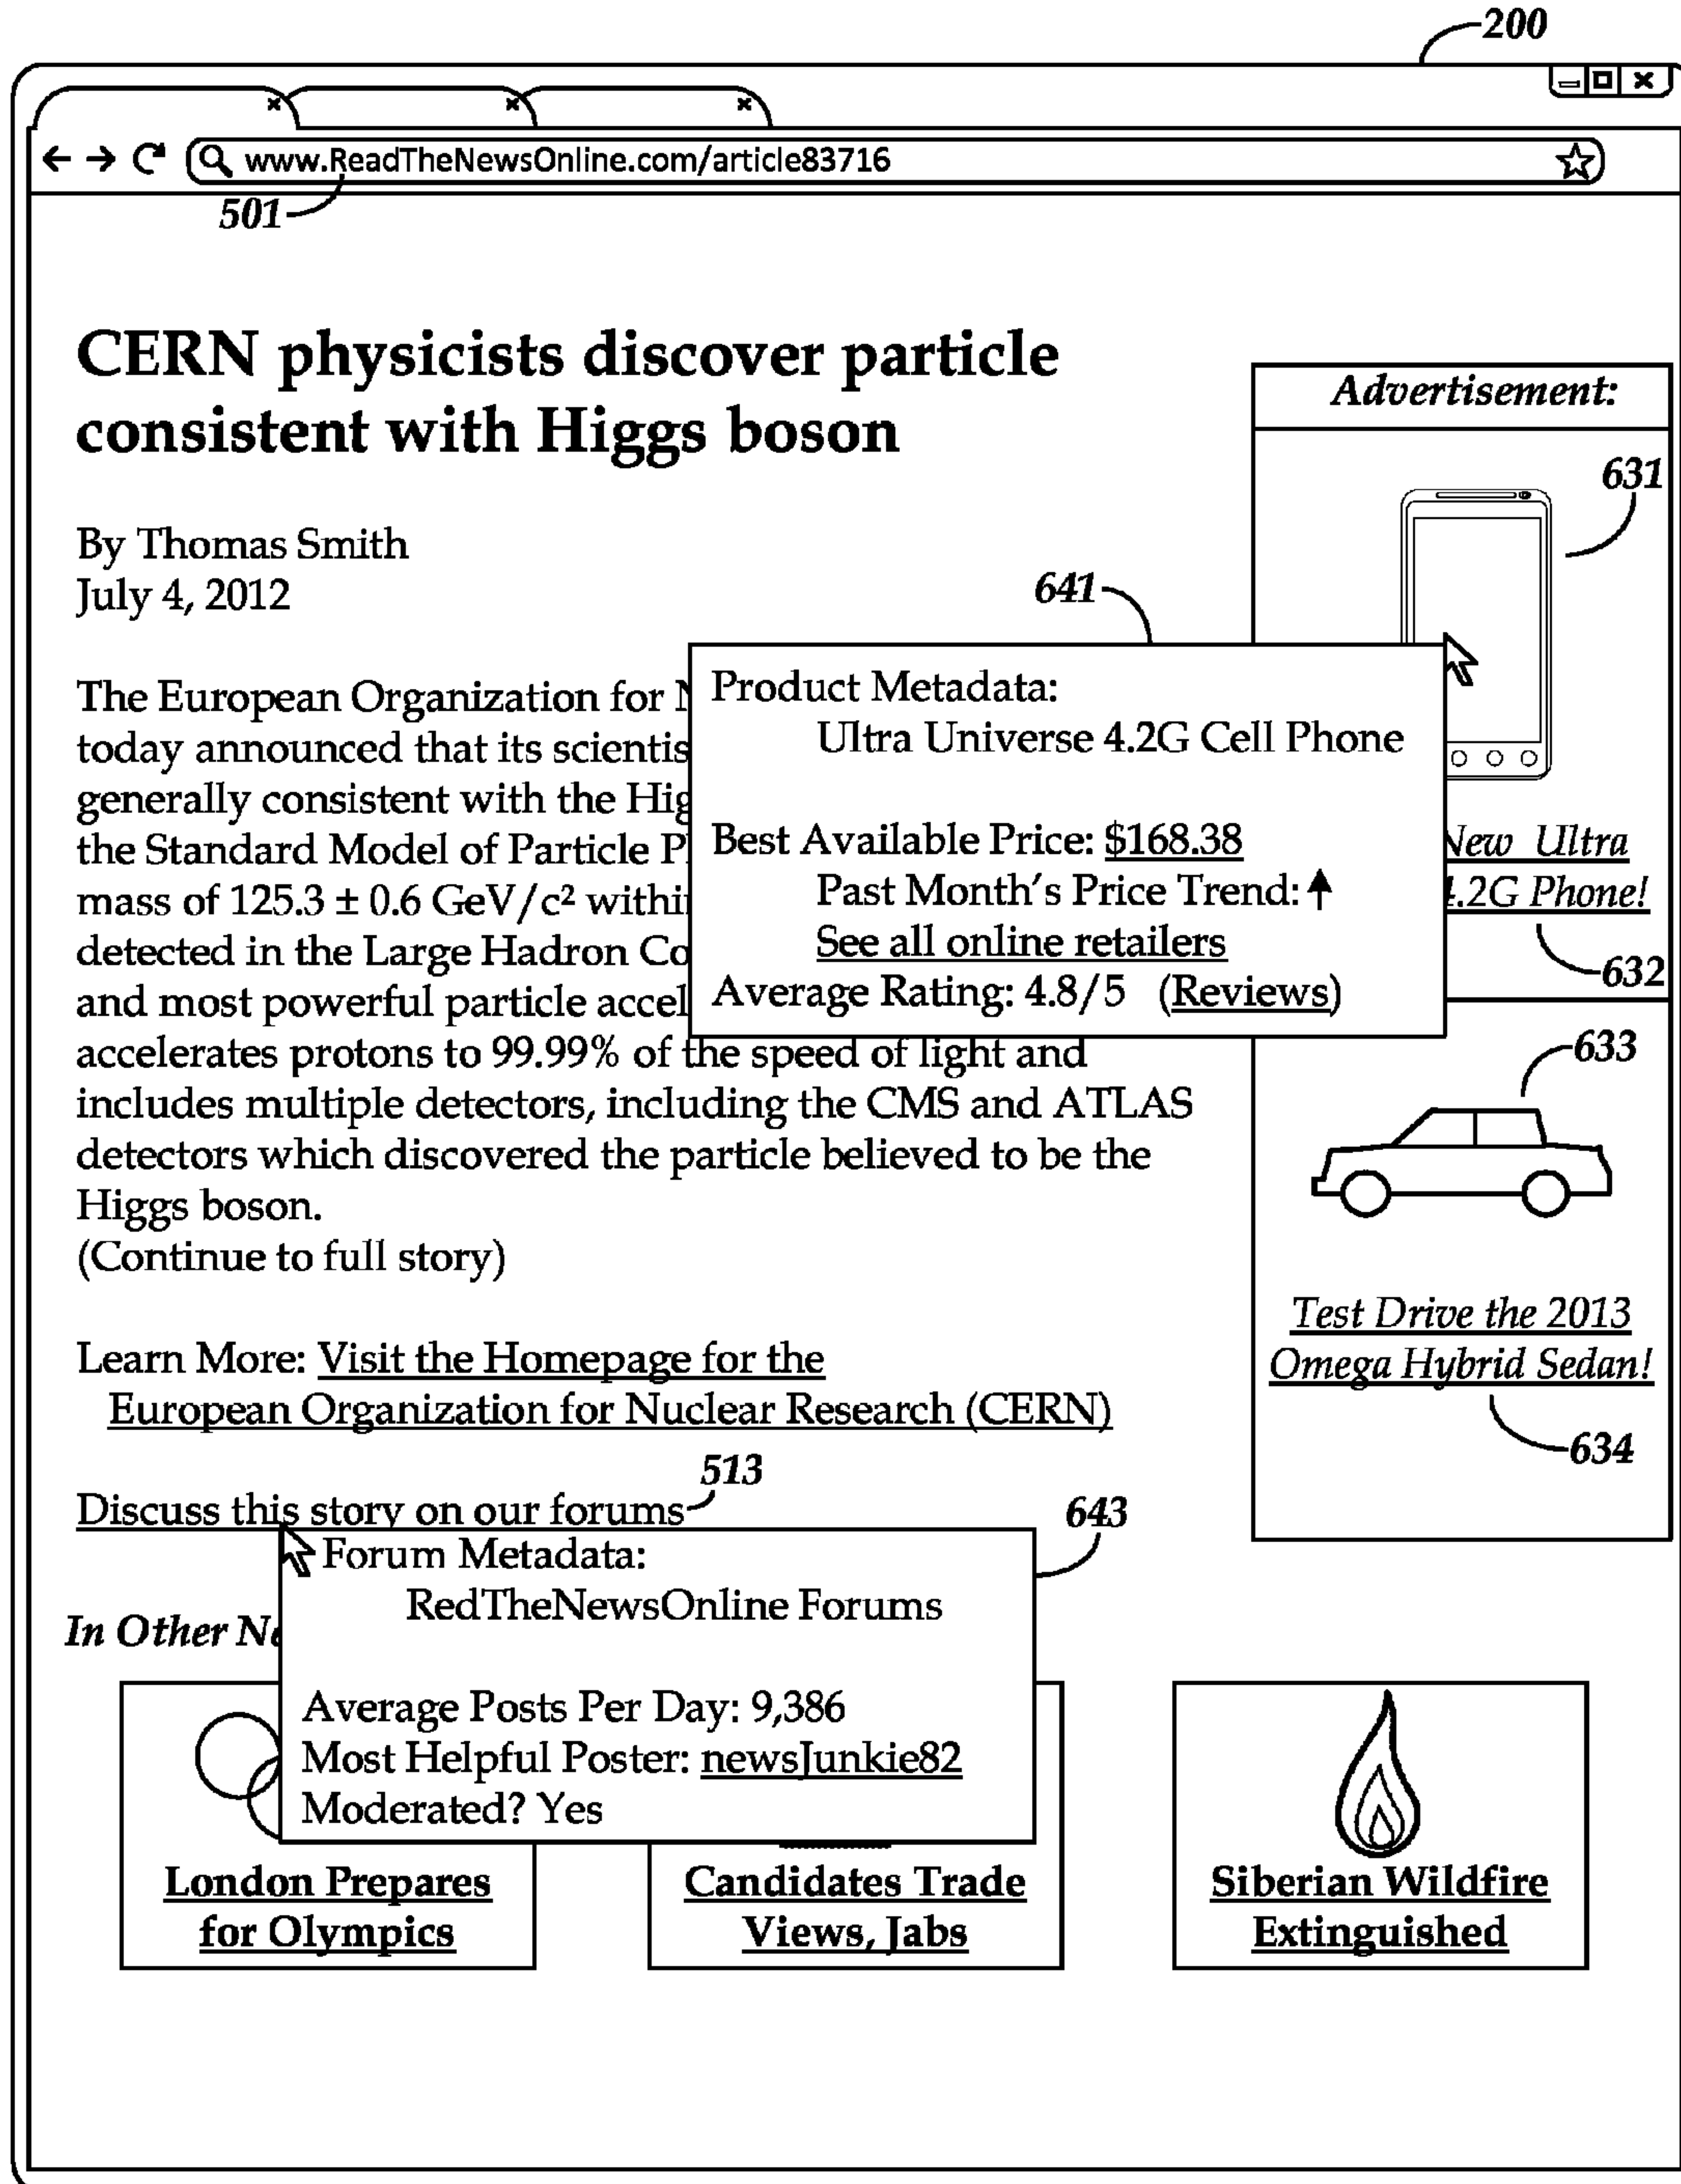 200
www.ReadTheNewsOnline.com/article83716
501
CERN physicists discover particle
consistent with Higgs boson
By Thomas Smith
July 4, 2012
The European Organization for
today announced that its
generally consistent with the
the Standard Model of Particle
mass of 125.3 ± 0.6 GeV/c²
detected in the Large Hadron
and most powerful particle
accelerates protons to 99.99% of the speed of light and
includes multiple detectors, including the CMS and ATLAS
detectors which discovered the particle believed to be the
Higgs boson.
(Continue to full story)
Learn More: Visit the Homepage for the
European Organization for Nuclear Research (CERN)
513
Discuss this story on our forums
641
Product Metadata:
Ultra Universe 4.2G Cell Phone
Best Available Price: $168.38
Past Month's Price Trend:
See all online retailers
Average Rating: 4.8/5 (Reviews)
Advertisement:
631
New Ultra
4.2G Phone!
632
633
Test Drive the 2013
Omega Hybrid Sedan!
634
643
Forum Metadata:
RedTheNewsOnline Forums
Average Posts Per Day: 9,386
Most Helpful Poster: newsJunkie82
Moderated? Yes
In Other
London Prepares
for Olympics
Candidates Trade
Views, Jabs
Siberian Wildfire
Extinguished